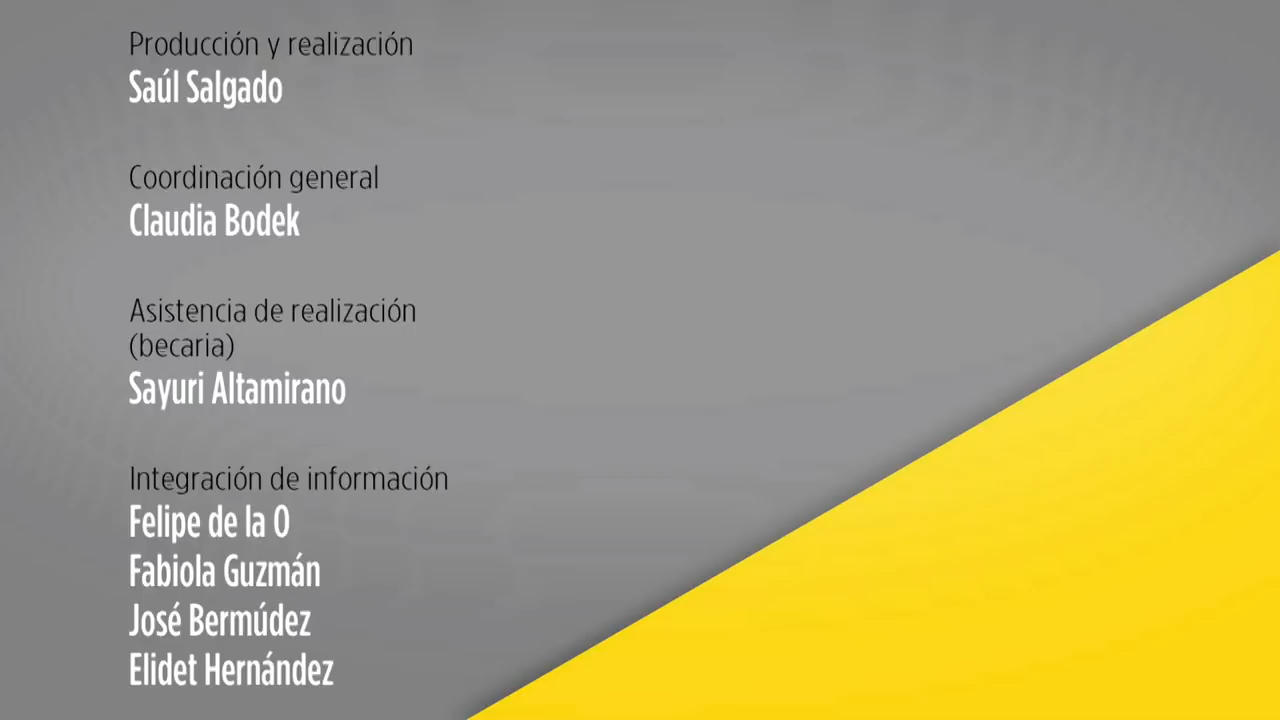 Producción y realización
Saúl Salgado
Coordinación general
Claudia Bodek
Asistencia de realización
(becaria)
Sayuri Altamirano
Integración de información
Felipe de la O
Fabiola Guzmán
José Bermúdez
Elidet Hernández